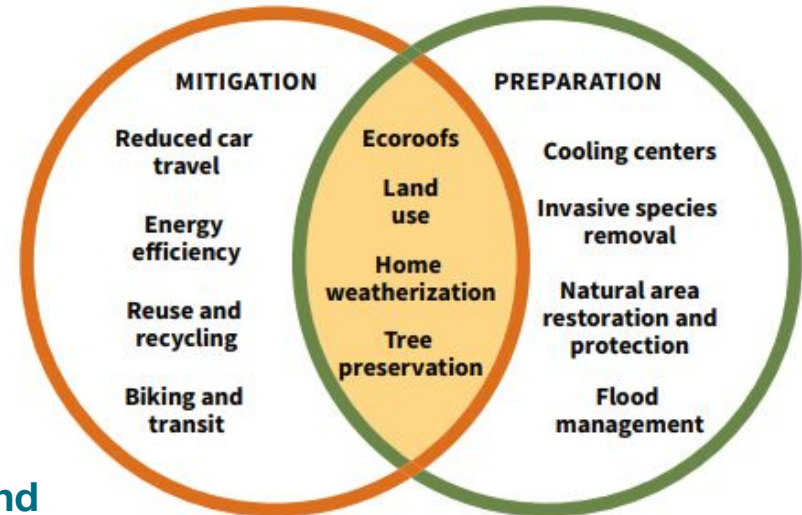 MITIGATION
Reduced car
travel
Energy
efficiency
Reuse and
recycling
Biking and
transit
Ecoroofs
Land
use
Home
weatherization
Tree
preservation
PREPARATION
Cooling centers
Invasive species
removal
Natural area
restoration and
protection
Flood
management